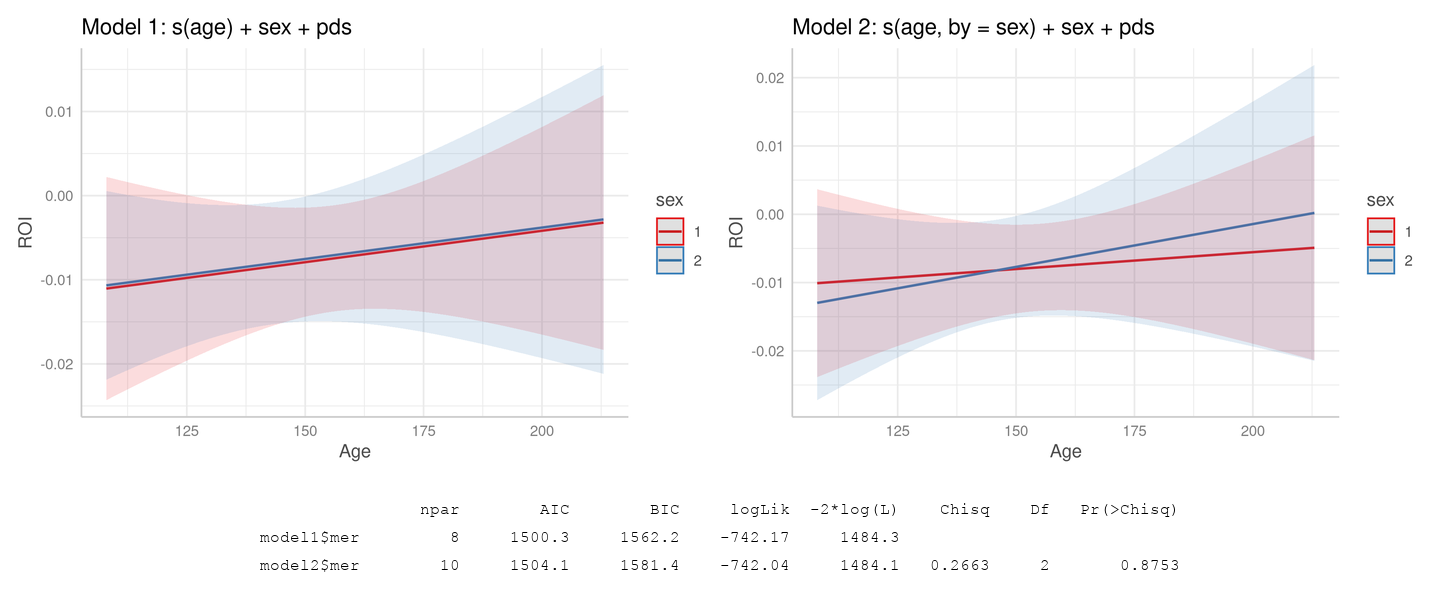 Model 1: s(age) + sex + pds
0.01
0.00
-0.01
-0.02
ROI
125 150 175 200
Age
sex
1
2
Model 2: s(age, by = sex) + sex + pds
0.02
0.01
0.00
-0.01
-0.02
ROI
125 150 175 200
Age
sex
1
2
npar AIC BIC logLik -2*log(L) Chisq Df Pr(>Chisq)
model1$mer 8 1500.3 1562.2 -742.17 1484.3
model2$mer 10 1504.1 1581.4 -742.04 1484.1 0.2663 2 0.8753